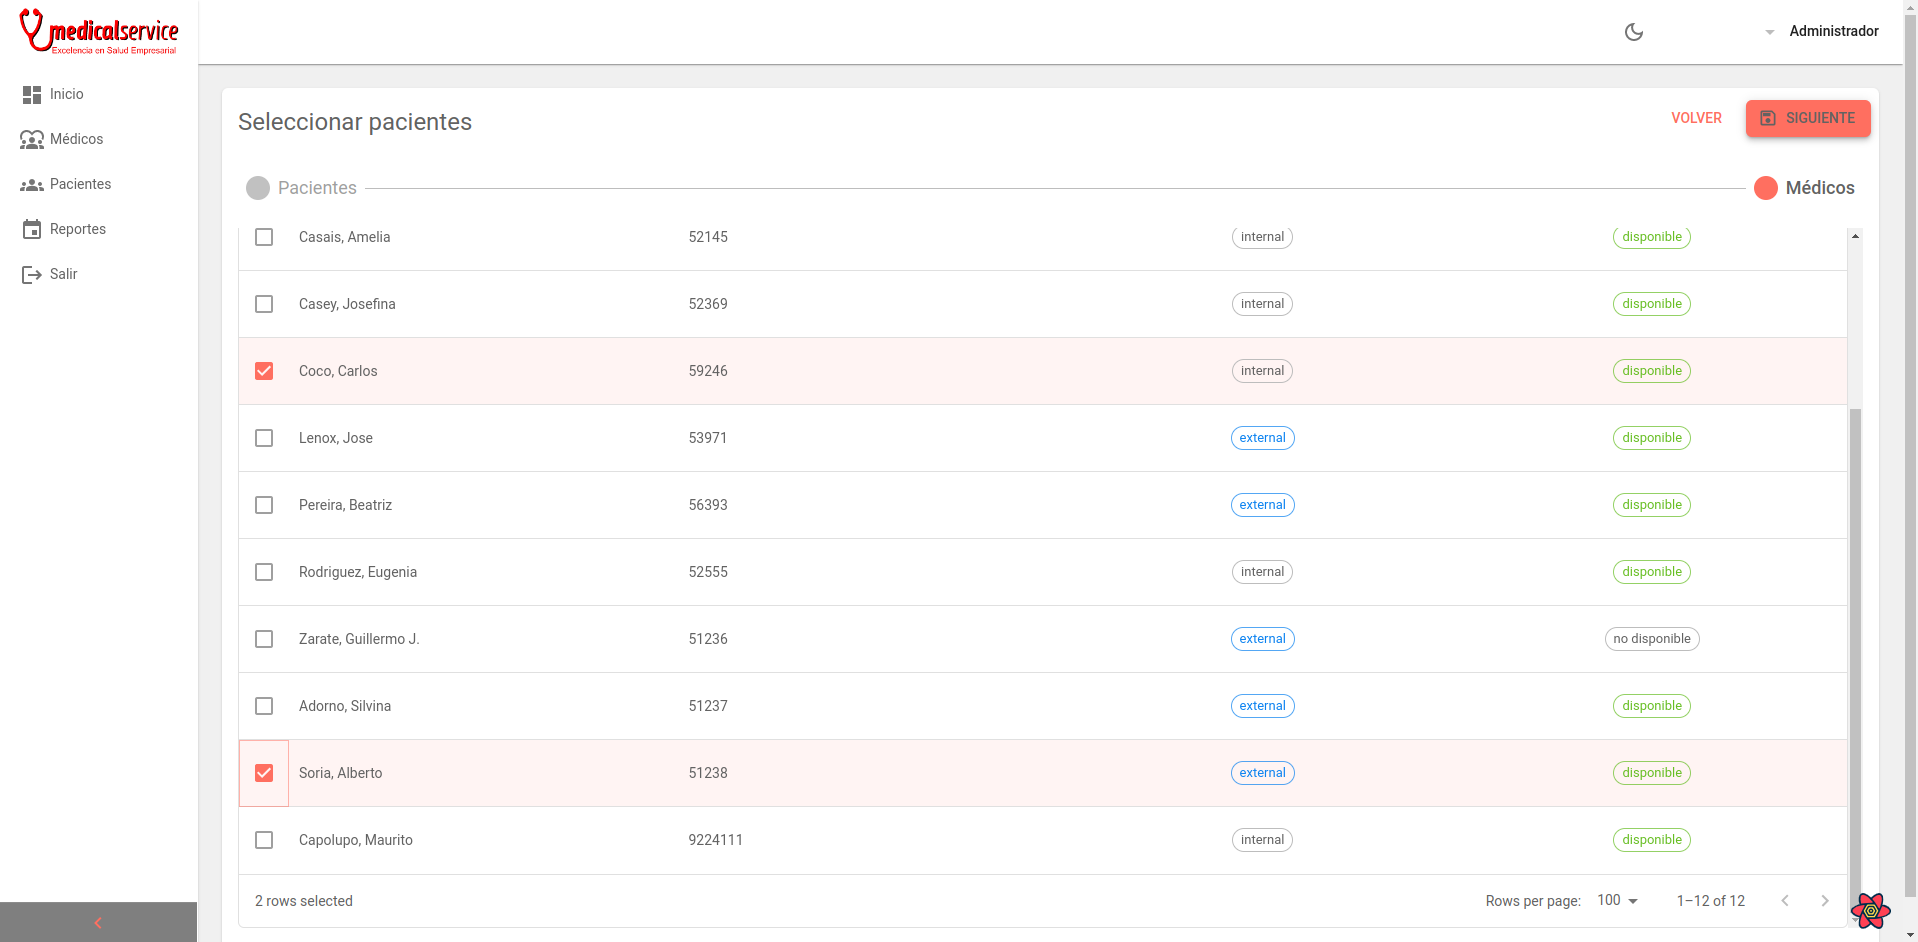 medicalservice
Excelencia en Salud Empresarial
Administrador
Inicio
Médicos
Pacientes
Reportes
Salir
Seleccionar pacientes
VOLVER
SIGUIENTE
Pacientes
Médicos
Casais, Amelia 52145 internal disponible
Casey, Josefina 52369 internal disponible
Coco, Carlos 59246 internal disponible
Lenox, Jose 53971 external disponible
Pereira, Beatriz 56393 external disponible
Rodriguez, Eugenia 52555 internal disponible
Zarate, Guillermo J. 51236 external no disponible
Adorno, Silvina 51237 external disponible
Soria, Alberto 51238 external disponible
Capolupo, Maurito 9224111 internal disponible
2 rows selected
Rows per page: 100 1–12 of 12